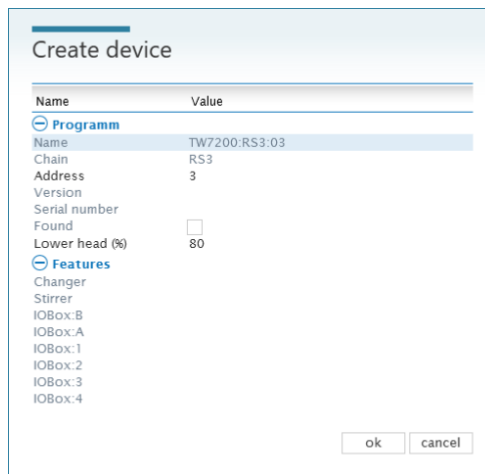 Create device
Name Value
Programm
Name TW7200:RS3:03
Chain RS3
Address 3
Version
Serial number
Found
Lower head (%) 80
Features
Changer
Stirrer
IOBox:B
IOBox:A
IOBox:1
IOBox:2
IOBox:3
IOBox:4
ok cancel